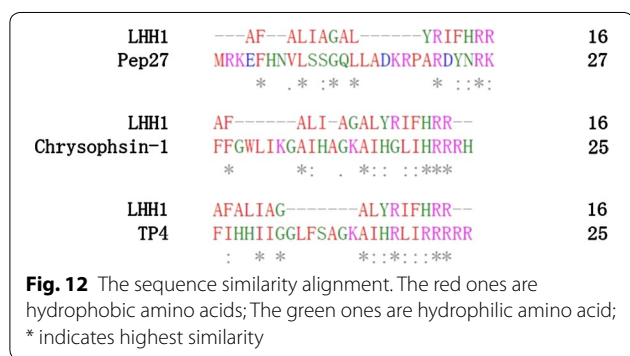 LHH1 ---AF--ALIAGAL------YRIFHRR 16
Pep27 MRKEFHNVLSSGQLLADKRPARDYNRK 27
* .* :* * * ::*:
LHH1 AF------ALI-AGALYRIFHRR-- 16
Chrysophsin-1 FFGWLIKGAIHAGKAIHGLIHRRRH 25
* *: . *: : ::***
LHH1 AFALIAG-------ALYRIFHRR-- 16
TP4 FIHHIIGGLFSAGKAIHRLIRRRRR 25
: * * *::*:::**
Fig. 12 The sequence similarity alignment. The red ones are
hydrophobic amino acids; The green ones are hydrophilic amino acid;
* indicates highest similarity